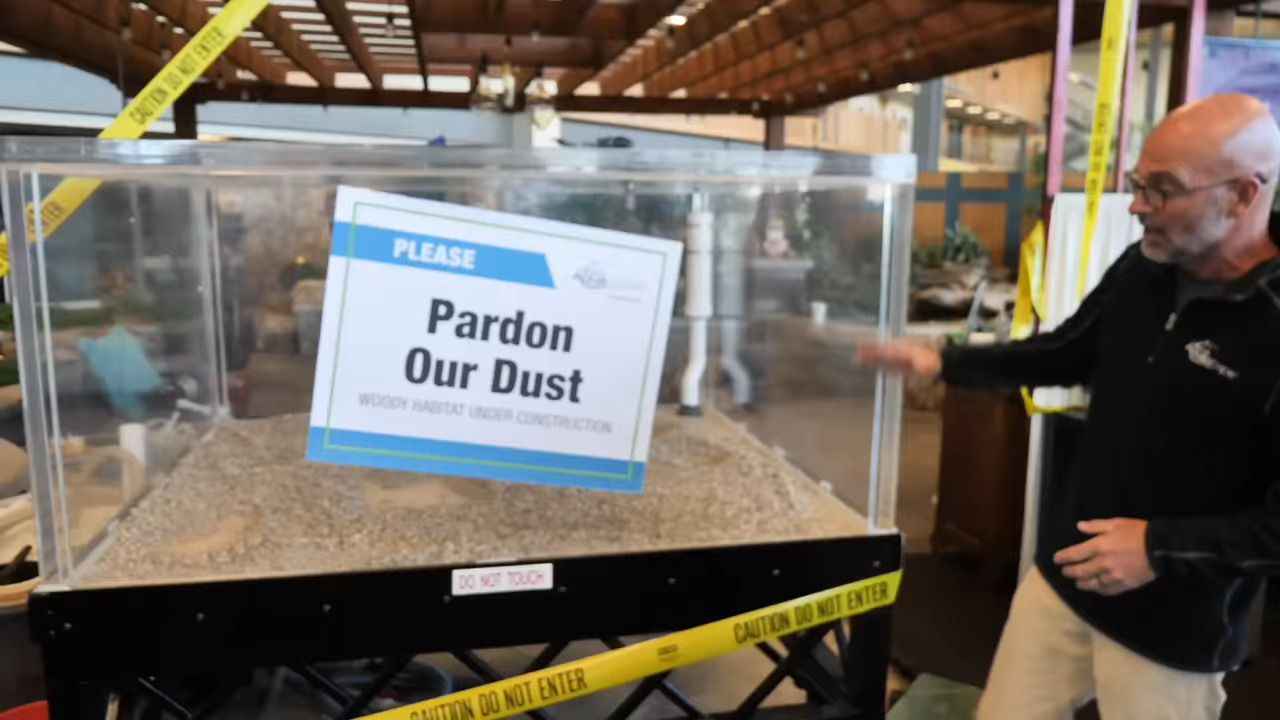 CAUTION DO NOT ENTER
ENTER
PLEASE
Pardon
Our Dust
WOODY HABITAT UNDER CONSTRUCTION
DO NOT TOUCH
CAUTION DO NOT ENTER
CAUTION DO NOT ENTER